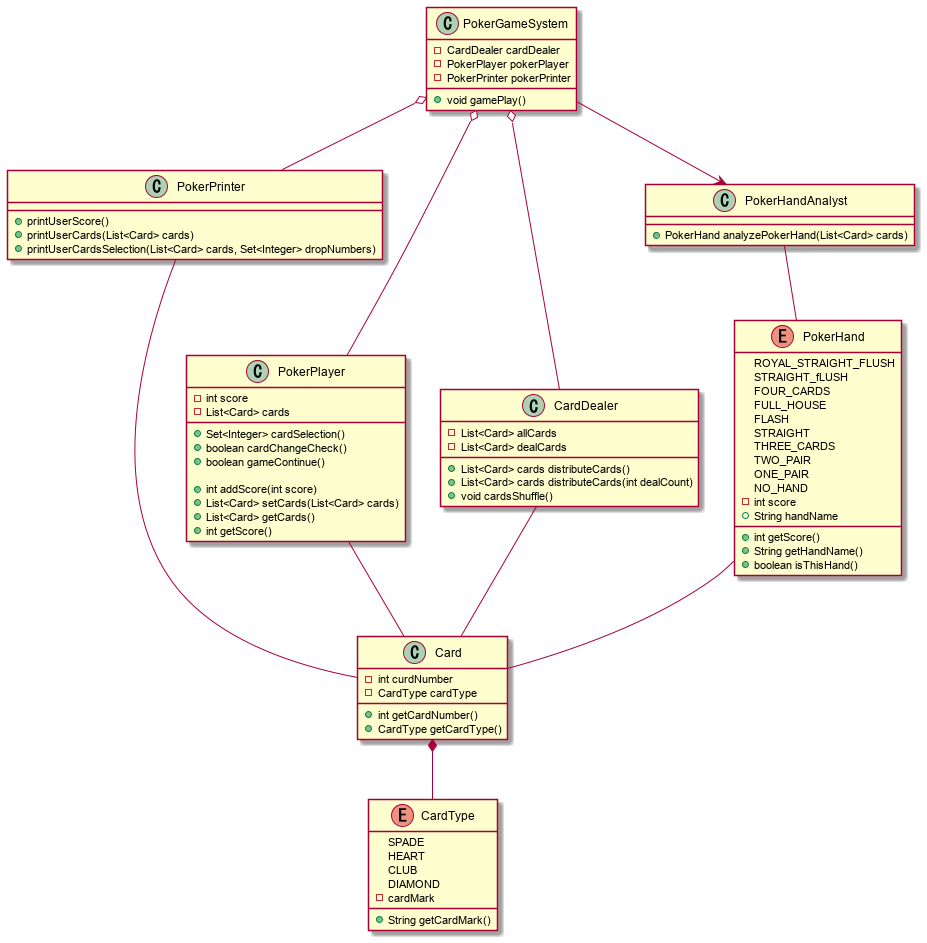 C PokerGameSystem
CardDealer cardDealer
PokerPlayer pokerPlayer
PokerPrinter pokerPrinter
void gamePlay()
C PokerPrinter
printUserScore()
printUserCards(List<Card> cards)
printUserCardsSelection(List<Card> cards, Set<Integer> dropNumbers)
C PokerHandAnalyst
PokerHand analyzePokerHand(List<Card> cards)
C PokerPlayer
int score
List<Card> cards
Set<Integer> cardSelection()
boolean cardChangeCheck()
boolean gameContinue()
int addScore(int score)
List<Card> setCards(List<Card> cards)
List<Card> getCards()
int getScore()
C CardDealer
List<Card> allCards
List<Card> dealCards
List<Card> cards distributeCards()
List<Card> cards distributeCards(int dealCount)
void cardsShuffle()
E PokerHand
ROYAL_STRAIGHT_FLUSH
STRAIGHT_fLUSH
FOUR_CARDS
FULL_HOUSE
FLASH
STRAIGHT
THREE_CARDS
TWO_PAIR
ONE_PAIR
NO_HAND
int score
String handName
int getScore()
String getHandName()
boolean isThisHand()
C Card
int curdNumber
CardType cardType
int getCardNumber()
CardType getCardType()
E CardType
SPADE
HEART
CLUB
DIAMOND
cardMark
String getCardMark()